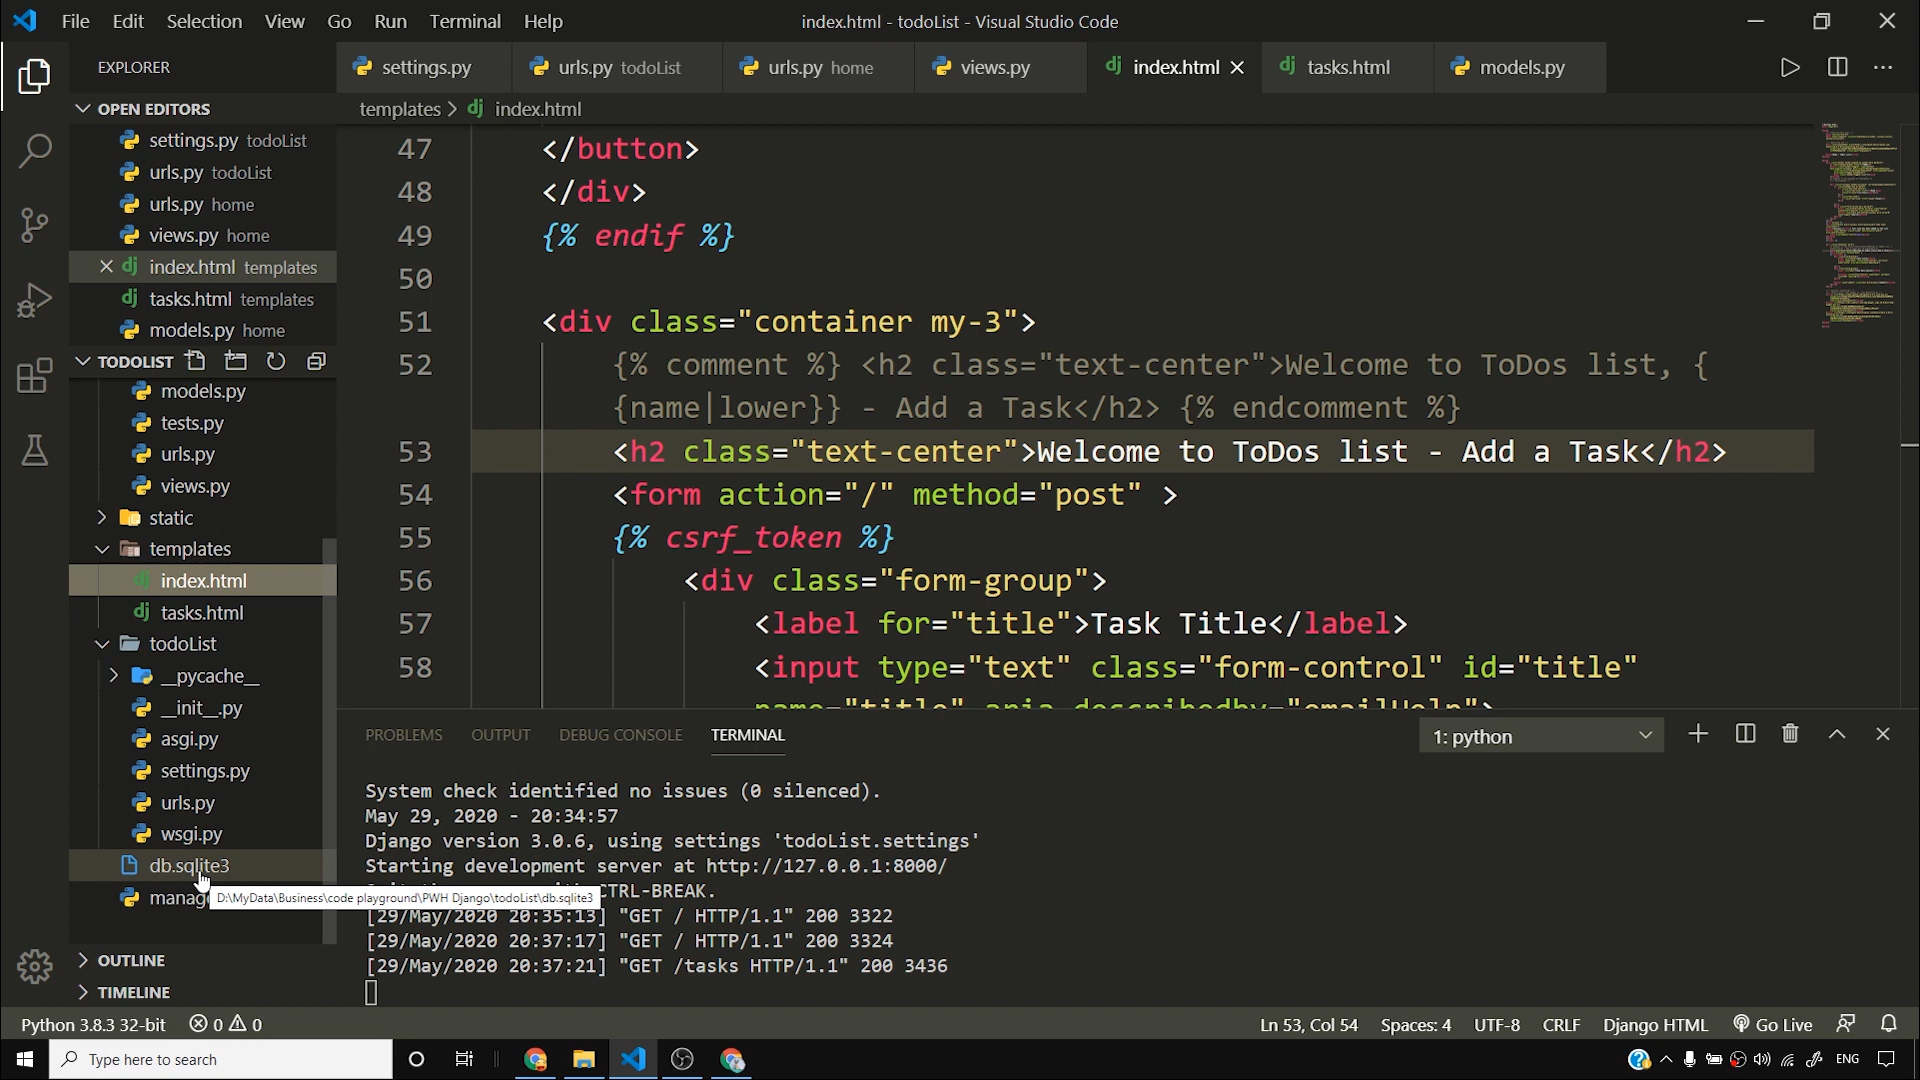 File Edit Selection View Go Run Terminal Help
index.html - todoList - Visual Studio Code
EXPLORER
settings.py
urls.py todoList
urls.py home
views.py
index.html
tasks.html
models.py
OPEN EDITORS
templates > index.html
settings.py todoList
urls.py todoList
urls.py home
views.py home
index.html templates
tasks.html templates
models.py home
TODOLIST
models.py
tests.py
urls.py
views.py
static
templates
index.html
tasks.html
todoList
__pycache__
__init__.py
asgi.py
settings.py
urls.py
wsgi.py
db.sqlite3
D:\MyData\Business\code playground\PWH Django\todoList\db.sqlite3
OUTLINE
TIMELINE
47 </button>
48 </div>
49 {% endif %}
50
51 <div class="container my-3">
52 {% comment %} <h2 class="text-center">Welcome to ToDos list, {
{name|lower}} - Add a Task</h2> {% endcomment %}
53 <h2 class="text-center">Welcome to ToDos list - Add a Task</h2>
54 <form action="/" method="post" >
55 {% csrf_token %}
56 <div class="form-group">
57 <label for="title">Task Title</label>
58 <input type="text" class="form-control" id="title"
name="title" aria-describedby="emailHelp">
PROBLEMS OUTPUT DEBUG CONSOLE TERMINAL
1: python
System check identified no issues (0 silenced).
May 29, 2020 - 20:34:57
Django version 3.0.6, using settings 'todoList.settings'
Starting development server at http://127.0.0.1:8000/
CTRL-BREAK.
[29/May/2020 20:35:13] "GET / HTTP/1.1" 200 3322
[29/May/2020 20:37:17] "GET / HTTP/1.1" 200 3324
[29/May/2020 20:37:21] "GET /tasks HTTP/1.1" 200 3436
Python 3.8.3 32-bit 0 0
Ln 53, Col 54 Spaces: 4 UTF-8 CRLF Django HTML Go Live
Type here to search
ENG